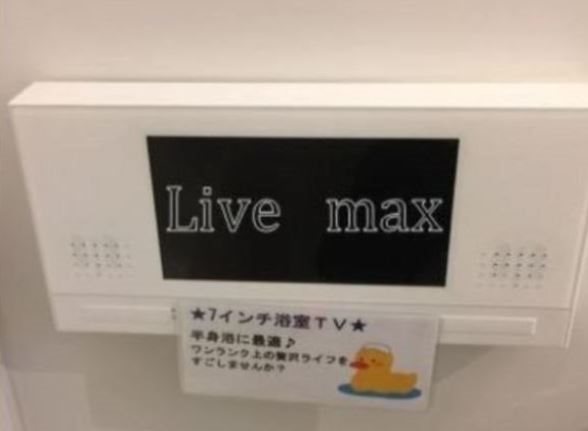 Live max
★7インチ浴室TV★
半身浴に最適♪
ワンランク上の贅沢ライフを
すごしませんか?